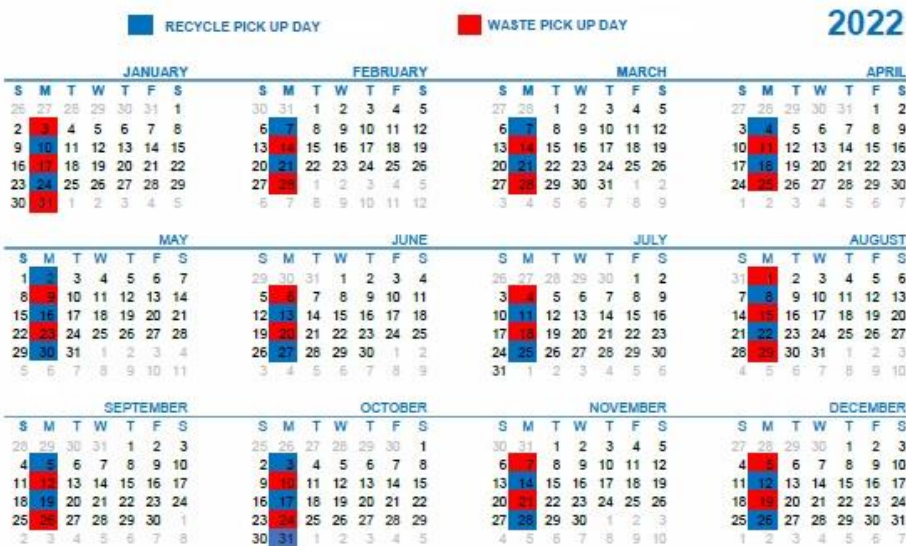 RECYCLE PICK UP DAY WASTE PICK UP DAY 2022
JANUARY FEBRUARY MARCH APRIL
S M T W T F S S M T W T F S S M T W T F S S M T W T F S
26 27 28 29 30 31 1 30 31 1 2 3 4 5 27 28 1 2 3 4 5 27 28 29 30 31 1 2
2 3 4 5 6 7 8 6 7 8 9 10 11 12 6 7 8 9 10 11 12 3 4 5 6 7 8 9
9 10 11 12 13 14 15 13 14 15 16 17 18 19 13 14 15 16 17 18 19 10 11 12 13 14 15 16
16 17 18 19 20 21 22 20 21 22 23 24 25 26 20 21 22 23 24 25 26 17 18 19 20 21 22 23
23 24 25 26 27 28 29 27 28 1 2 3 4 5 27 28 29 30 31 1 2 24 25 26 27 28 29 30
30 31 1 2 3 4 5 6 7 8 9 10 11 12 3 4 5 6 7 8 9 1 2 3 4 5 6 7
MAY JUNE JULY AUGUST
S M T W T F S S M T W T F S S M T W T F S S M T W T F S
1 2 3 4 5 6 7 29 30 31 1 2 3 4 26 27 28 29 30 1 2 31 1 2 3 4 5 6
8 9 10 11 12 13 14 5 6 7 8 9 10 11 3 4 5 6 7 8 9 7 8 9 10 11 12 13
15 16 17 18 19 20 21 12 13 14 15 16 17 18 10 11 12 13 14 15 16 14 15 16 17 18 19 20
22 23 24 25 26 27 28 19 20 21 22 23 24 25 17 18 19 20 21 22 23 21 22 23 24 25 26 27
29 30 31 1 2 3 4 26 27 28 29 30 1 2 24 25 26 27 28 29 30 28 29 30 31 1 2 3
5 6 7 8 9 10 11 3 4 5 6 7 8 9 31 1 2 3 4 5 6 4 5 6 7 8 9 10
SEPTEMBER OCTOBER NOVEMBER DECEMBER
S M T W T F S S M T W T F S S M T W T F S S M T W T F S
28 29 30 31 1 2 3 25 26 27 28 29 30 1 30 31 1 2 3 4 5 27 28 29 30 1 2 3
4 5 6 7 8 9 10 2 3 4 5 6 7 8 6 7 8 9 10 11 12 4 5 6 7 8 9 10
11 12 13 14 15 16 17 9 10 11 12 13 14 15 13 14 15 16 17 18 19 11 12 13 14 15 16 17
18 19 20 21 22 23 24 16 17 18 19 20 21 22 20 21 22 23 24 25 26 18 19 20 21 22 23 24
25 26 27 28 29 30 1 23 24 25 26 27 28 29 27 28 29 30 1 2 3 25 26 27 28 29 30 31
2 3 4 5 6 7 8 30 31 1 2 3 4 5 4 5 6 7 8 9 10 1 2 3 4 5 6 7